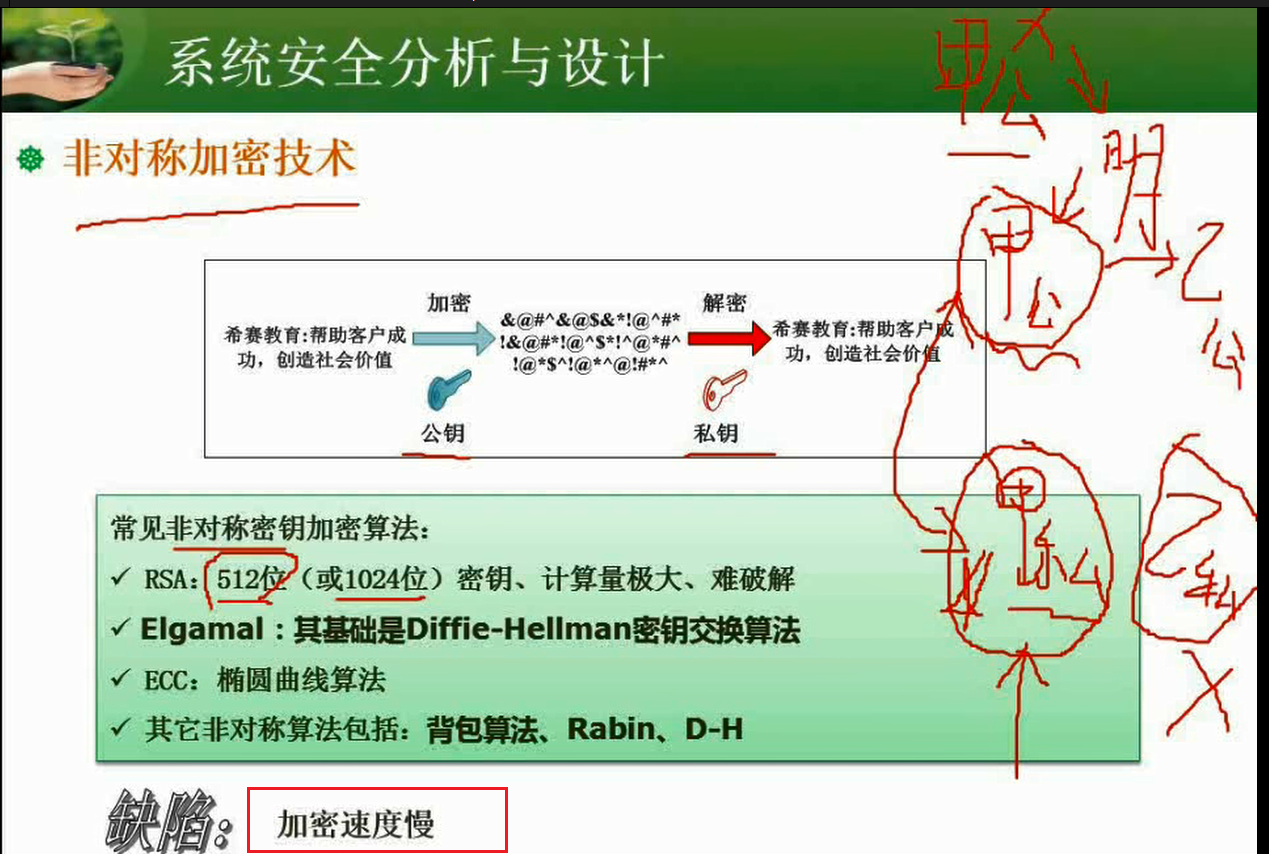 系统安全分析与设计
非对称加密技术
加密
解密
希赛教育:帮助客户成
功，创造社会价值
&@#^&@$&*!@^#*
!&@#*!@^$*!^@*#^
!@*$^!@*^@!#*^
希赛教育:帮助客户成
功，创造社会价值
公钥
私钥
常见非对称密钥加密算法：
✓ RSA：512位（或1024位）密钥、计算量极大、难破解
✓ Elgamal：其基础是Diffie-Hellman密钥交换算法
✓ ECC：椭圆曲线算法
✓ 其它非对称算法包括：背包算法、Rabin、D-H
缺陷：
加密速度慢
甲公
明
甲
公
乙
公
甲
私
乙
私